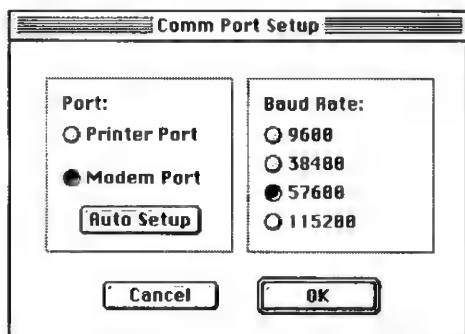 Comm Port Setup
Port:
Printer Port
Modem Port
Auto Setup
Baud Rate:
9600
38400
57600
115200
Cancel
OK